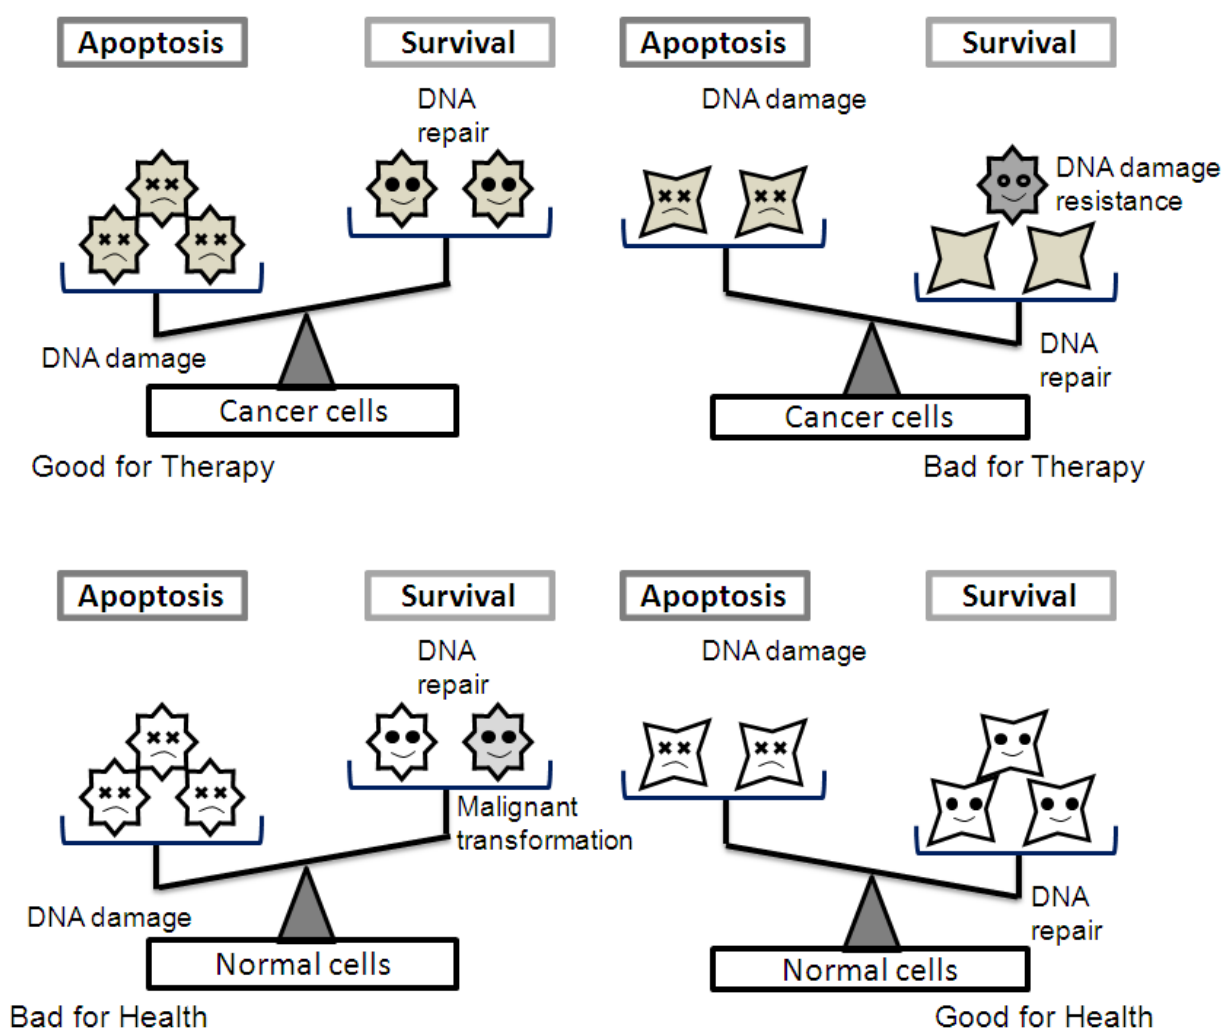 Apoptosis
Survival
DNA
repair
DNA damage
Cancer cells
Good for Therapy
Apoptosis
Survival
DNA damage
DNA damage
resistance
DNA
repair
Cancer cells
Bad for Therapy
Apoptosis
Survival
DNA
repair
Malignant
transformation
DNA damage
Normal cells
Bad for Health
Apoptosis
Survival
DNA damage
DNA
repair
Normal cells
Good for Health